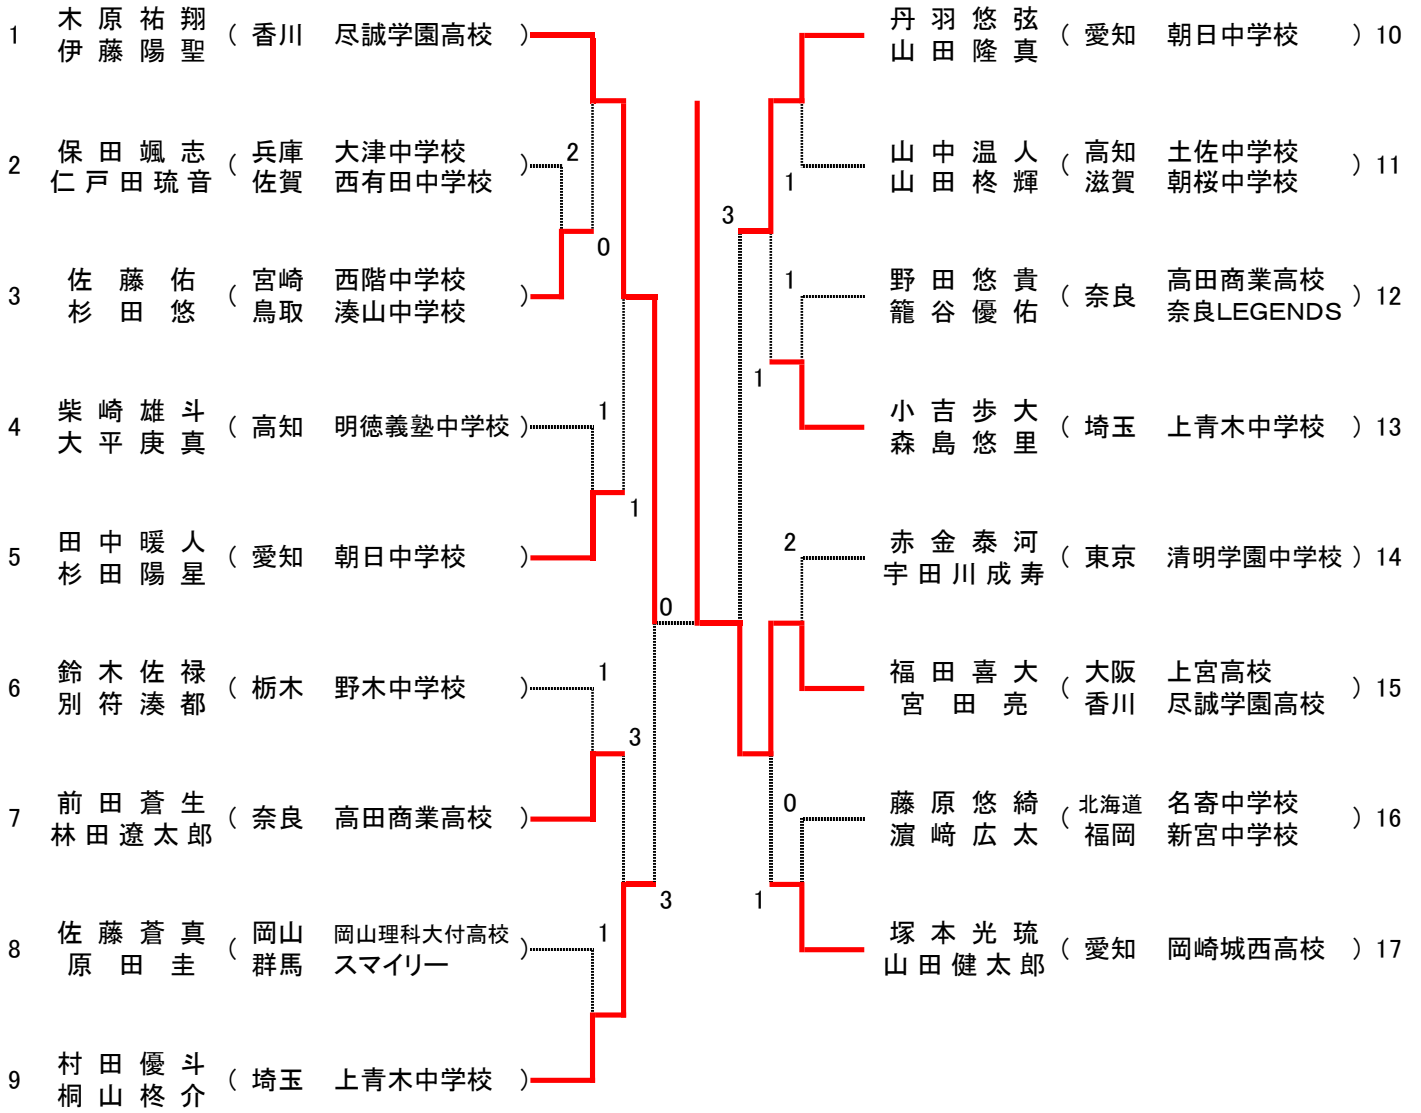 1 木原祐翔 伊藤陽聖 ( 香川 尽誠学園高校 )
2 保田颯志 仁戸田琉音 ( 兵庫 大津中学校 佐賀 西有田中学校 )
2
0
3 佐藤佑 杉田悠 ( 宮崎 西階中学校 鳥取 湊山中学校 )
4 柴崎雄斗 大平庚真 ( 高知 明徳義塾中学校 )
1
1
5 田中暖人 杉田陽星 ( 愛知 朝日中学校 )
0
6 鈴木佐禄 別符湊都 ( 栃木 野木中学校 )
1
3
7 前田蒼生 林田遼太郎 ( 奈良 高田商業高校 )
3
8 佐藤蒼真 原田圭 ( 岡山 岡山理科大付高校 群馬 スマイリー )
1
9 村田優斗 桐山柊介 ( 埼玉 上青木中学校 )
丹羽悠弦 山田隆真 ( 愛知 朝日中学校 ) 10
山中温人 山田柊輝 ( 高知 土佐中学校 滋賀 朝桜中学校 ) 11
1
3
1
野田悠貴 籠谷優佑 ( 奈良 高田商業高校 奈良LEGENDS ) 12
1
小吉歩大 森島悠里 ( 埼玉 上青木中学校 ) 13
2
赤金泰河 宇田川成寿 ( 東京 清明学園中学校 ) 14
福田喜大 宮田亮 ( 大阪 上宮高校 香川 尽誠学園高校 ) 15
0
藤原悠綺 濵﨑広太 ( 北海道 名寄中学校 福岡 新宮中学校 ) 16
1
塚本光琉 山田健太郎 ( 愛知 岡崎城西高校 ) 17